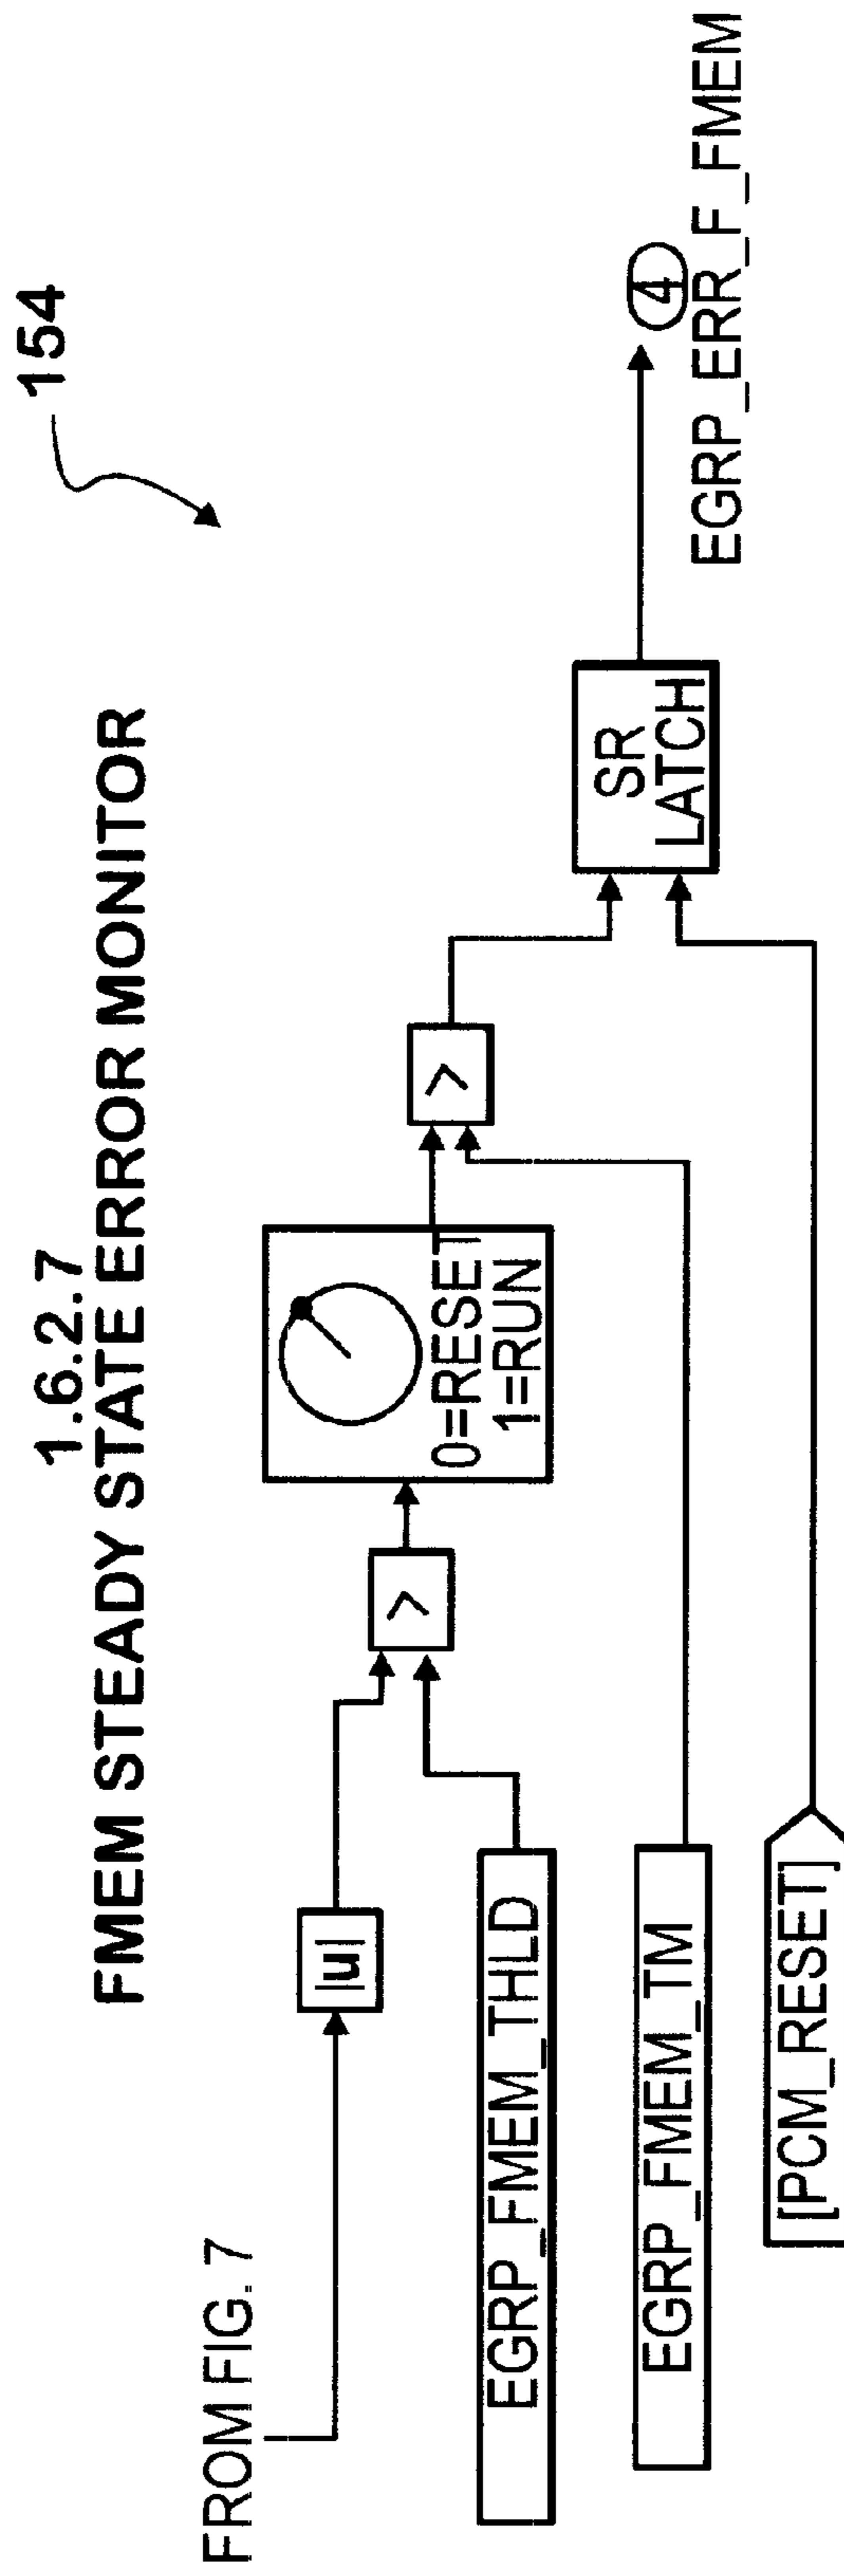 154
1.6.2.7
FMEM STEADY STATE ERROR MONITOR
FROM FIG. 7
|u|
>
0=RESET
1=RUN
>
EGRP_FMEM_THLD
EGRP_FMEM_TM
[PCM_RESET]
SR
LATCH
4
EGRP_ERR_F_FMEM